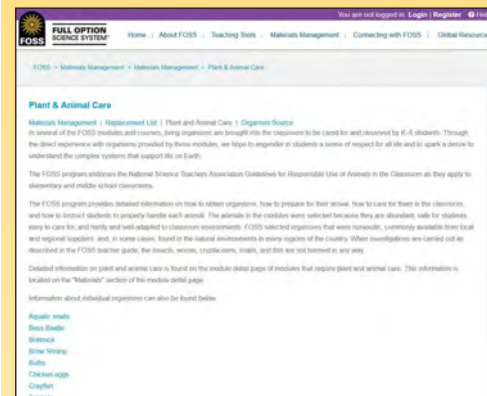 You are not logged in. Login | Register
FOSS
FULL OPTION
SCIENCE SYSTEM™
Home About FOSS Teaching Tools Materials Management Connecting with FOSS Global Resource
FOSS > Materials Management > Materials Management > Plant & Animal Care
Plant & Animal Care
Materials Management | Replacement List | Plant and Animal Care | Organism Source
In several of the FOSS modules and courses, living organisms are brought into the classroom to be cared for and observed by K–8 students. Through
the direct experience with organisms provided by these modules, we hope to engender in students a sense of respect for all life and to spark a desire to
understand the complex systems that support life on Earth.
The FOSS program endorses the National Science Teachers Association Guidelines for Responsible Use of Animals in the Classroom as they apply to
elementary and middle school classrooms.
The FOSS program provides detailed information on how to obtain organisms, how to prepare for their arrival, how to care for them in the classroom,
and how to instruct students to properly handle each animal. The animals in the modules were selected because they are abundant, safe for students,
easy to care for, and hardy and well-adapted to classroom environments. FOSS selected organisms that were nonexotic, commonly available from local
and regional suppliers, and, in some cases, found in the natural environments in many regions of the country. When investigations are carried out as
described in the FOSS teacher guide, the insects, worms, crustaceans, snails, and fish are not harmed in any way.
Detailed information on plant and animal care is found on the module detail page of modules that require plant and animal care. This information is
located on the "Materials" section of the module detail page.
Information about individual organisms can also be found below.
Aquatic snails
Bess Beetle
Brine Shrimp
Bulbs
Chicken eggs
Crayfish